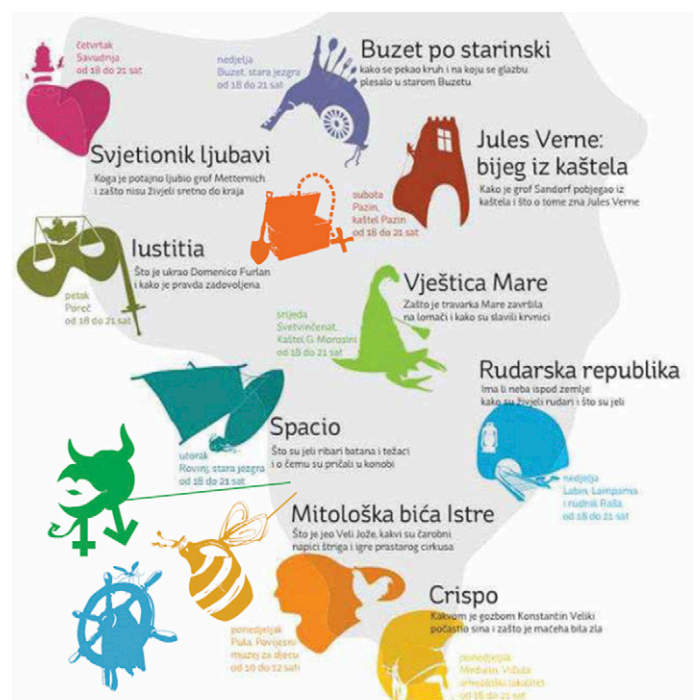 četvrtak
Savudrija
od 18 do 21 sat
Svjetionik ljubavi
Koga je potajno ljubio grof Metternich
i zašto nisu živjeli sretno do kraja
nedjelja
Buzet, stara jezgra
od 18 do 21 sat
Buzet po starinski
kako se pekao kruh i na koju se glazbu
plesalo u starom Buzetu
Jules Verne:
bijeg iz kaštela
Kako je grof Sandorf pobjegao iz
kaštela i što o tome zna Jules Verne
subota
Pazin,
kaštel Pazin
od 18 do 21 sat
Iustitia
Što je ukrao Domenico Furlan
i kako je pravda zadovoljena
petak
Poreč
od 18 do 21 sat
Vještica Mare
Zašto je travarka Mare završila
na lomači i kako su slavili krvnici
srijeda
Svetvinčenat,
Kaštel G. Morosini
od 18 do 21 sat
Rudarska republika
Ima li neba ispod zemlje:
kako su živjeli rudari i što su jeli
nedjelja
Labin, Lamparna
i rudnik Raša
od 18 do 21 sat
Spacio
Što su jeli ribari batana i težaci
i o čemu su pričali u konobi
utorak
Rovinj, stara jezgra
od 18 do 21 sat
Mitološka bića Istre
Što je jeo Veli Jože, kakvi su čarobni
napici štriga i igre prastarog cirkusa
ponedjeljak
Pula, Povijesni
muzej za djecu
od 10 do 12 sati
Crispo
Kakvom je gozbom Konstantin Veliki
počastio sina i zašto je maćeha bila zla
ponedjeljak
Medulin, Vižula
arheološki lokalitet
od 18 do 21 sat